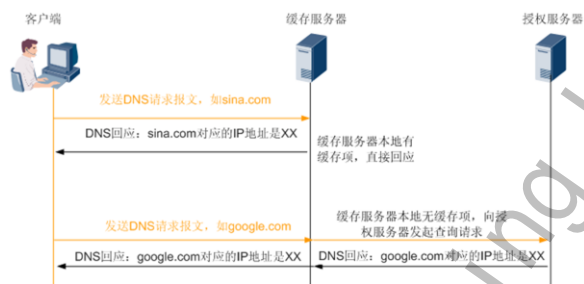 客户端
缓存服务器
授权服务器
发送DNS请求报文，如sina.com
DNS回应：sina.com对应的IP地址是XX
缓存服务器本地有
缓存项，直接回应
发送DNS请求报文，如google.com
缓存服务器本地无缓存项，向授
权服务器发起查询请求
DNS回应：google.com对应的IP地址是XX
DNS回应：google.com对应的IP地址是XX
ung